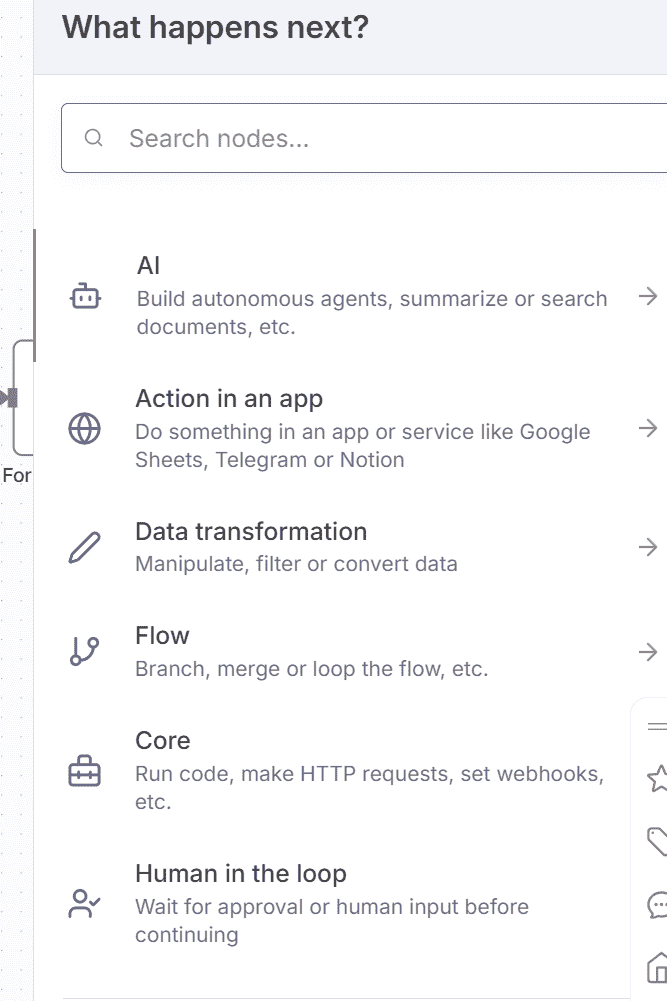 What happens next?
Search nodes...
AI
Build autonomous agents, summarize or search
documents, etc.
Action in an app
Do something in an app or service like Google
Sheets, Telegram or Notion
For
Data transformation
Manipulate, filter or convert data
Flow
Branch, merge or loop the flow, etc.
Core
Run code, make HTTP requests, set webhooks,
etc.
Human in the loop
Wait for approval or human input before
continuing